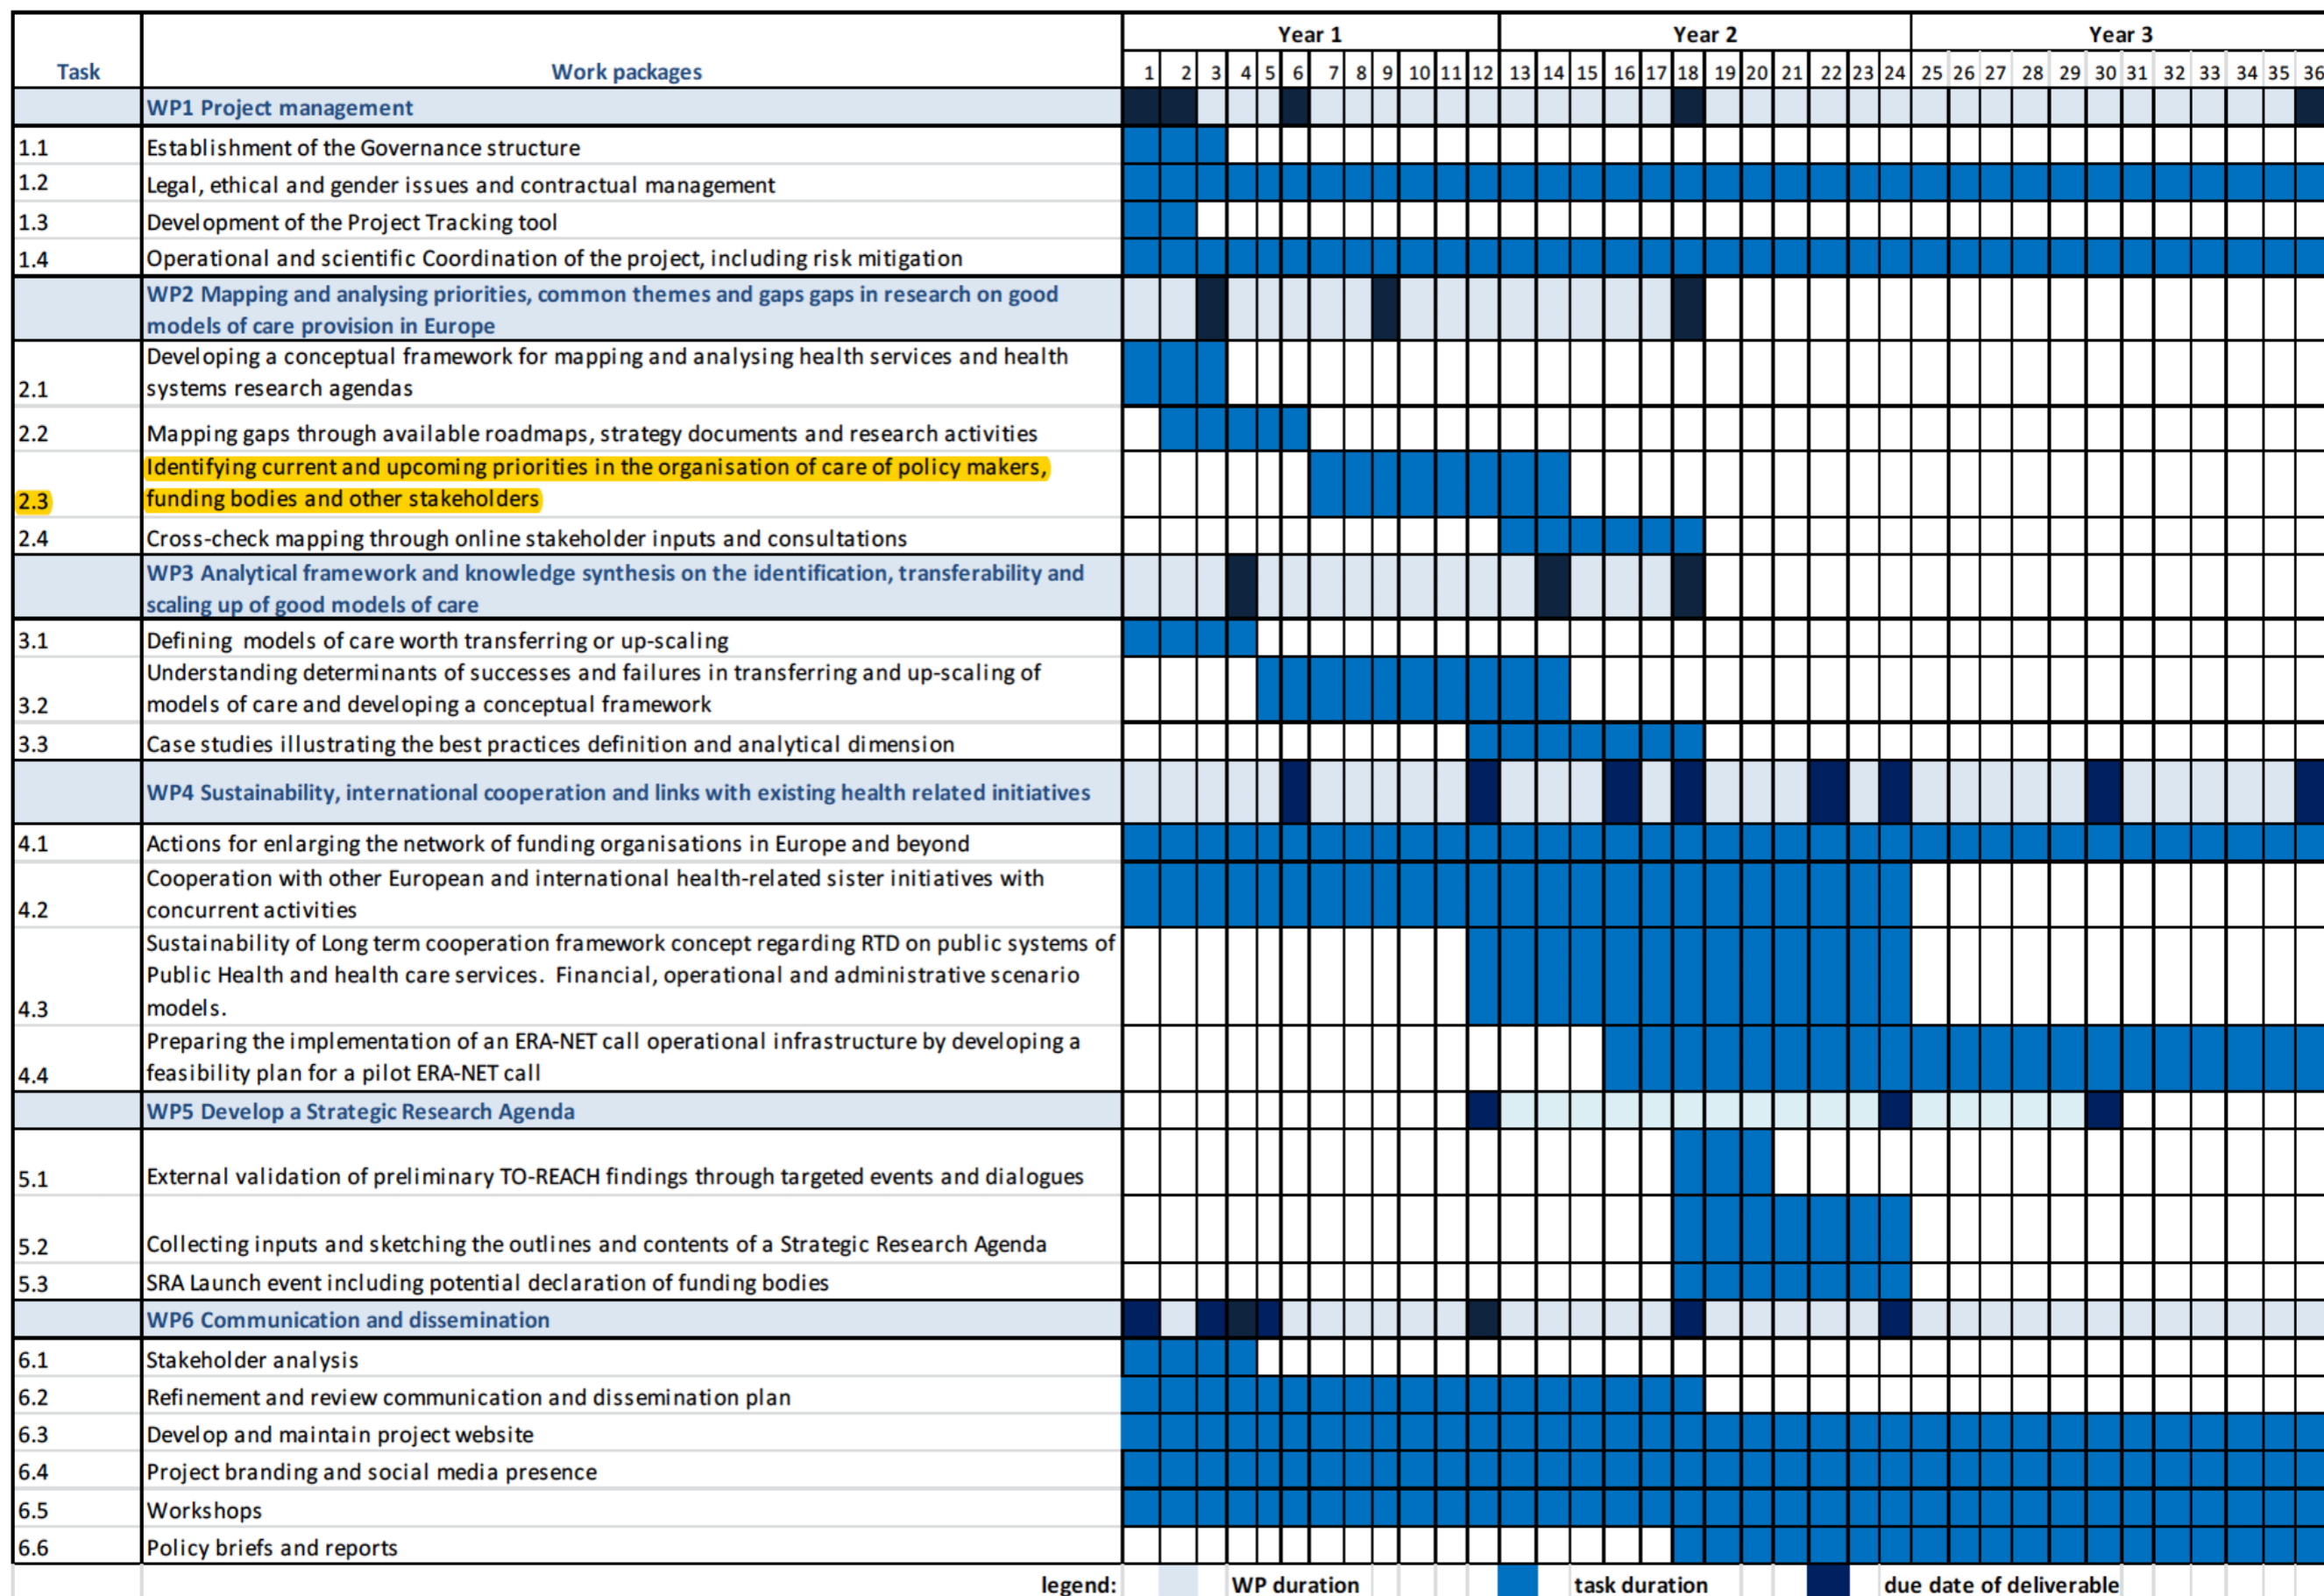 Year 1 Year 2 Year 3
Task Work packages 1 2 3 4 5 6 7 8 9 10 11 12 13 14 15 16 17 18 19 20 21 22 23 24 25 26 27 28 29 30 31 32 33 34 35 36
WP1 Project management
1.1 Establishment of the Governance structure
1.2 Legal, ethical and gender issues and contractual management
1.3 Development of the Project Tracking tool
1.4 Operational and scientific Coordination of the project, including risk mitigation
WP2 Mapping and analysing priorities, common themes and gaps gaps in research on good
models of care provision in Europe
Developing a conceptual framework for mapping and analysing health services and health
2.1 systems research agendas
2.2 Mapping gaps through available roadmaps, strategy documents and research activities
Identifying current and upcoming priorities in the organisation of care of policy makers,
2.3 funding bodies and other stakeholders
2.4 Cross-check mapping through online stakeholder inputs and consultations
WP3 Analytical framework and knowledge synthesis on the identification, transferability and
scaling up of good models of care
3.1 Defining models of care worth transferring or up-scaling
Understanding determinants of successes and failures in transferring and up-scaling of
3.2 models of care and developing a conceptual framework
3.3 Case studies illustrating the best practices definition and analytical dimension
WP4 Sustainability, international cooperation and links with existing health related initiatives
4.1 Actions for enlarging the network of funding organisations in Europe and beyond
Cooperation with other European and international health-related sister initiatives with
4.2 concurrent activities
Sustainability of Long term cooperation framework concept regarding RTD on public systems of
Public Health and health care services. Financial, operational and administrative scenario
4.3 models.
Preparing the implementation of an ERA-NET call operational infrastructure by developing a
4.4 feasibility plan for a pilot ERA-NET call
WP5 Develop a Strategic Research Agenda
5.1 External validation of preliminary TO-REACH findings through targeted events and dialogues
5.2 Collecting inputs and sketching the outlines and contents of a Strategic Research Agenda
5.3 SRA Launch event including potential declaration of funding bodies
WP6 Communication and dissemination
6.1 Stakeholder analysis
6.2 Refinement and review communication and dissemination plan
6.3 Develop and maintain project website
6.4 Project branding and social media presence
6.5 Workshops
6.6 Policy briefs and reports
legend: WP duration task duration due date of deliverable